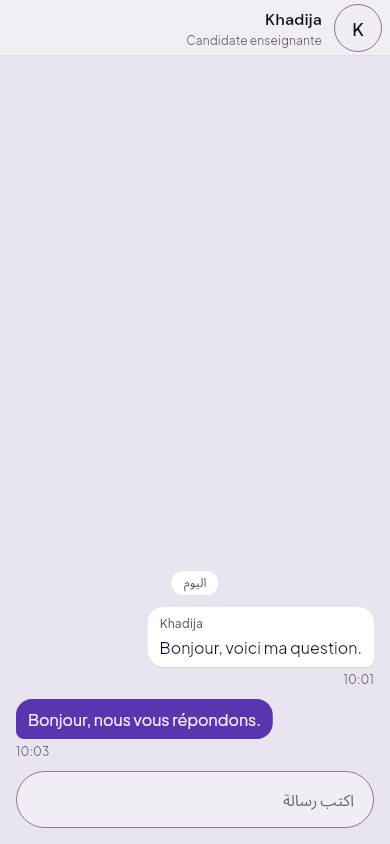 Khadija
Candidate enseignante
K
اليوم
Khadija
Bonjour, voici ma question.
10:01
Bonjour, nous vous répondons.
10:03
اكتب رسالة